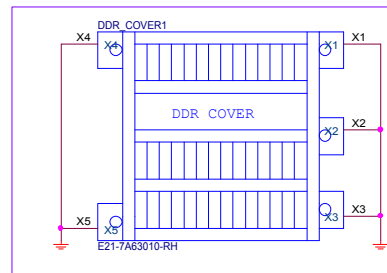 DDR_COVER1
X4 X4 X1 X1
DDR COVER
X2 X2
X5 X5 X3 X3
E21-7A63010-RH